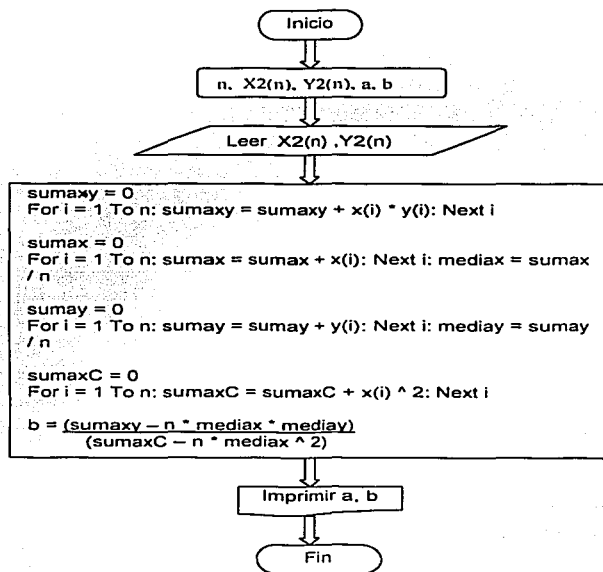 Inicio
n, X2(n), Y2(n), a, b
Leer X2(n) ,Y2(n)
sumaxy = 0
For i = 1 To n: sumaxy = sumaxy + x(i) * y(i): Next i
sumax = 0
For i = 1 To n: sumax = sumax + x(i): Next i: mediax = sumax
/ n
sumay = 0
For i = 1 To n: sumay = sumay + y(i): Next i: mediay = sumay
/ n
sumaxC = 0
For i = 1 To n: sumaxC = sumaxC + x(i) ^ 2: Next i
b = (sumaxy – n * mediax * mediay)
(sumaxC – n * mediax ^ 2)
Imprimir a, b
Fin